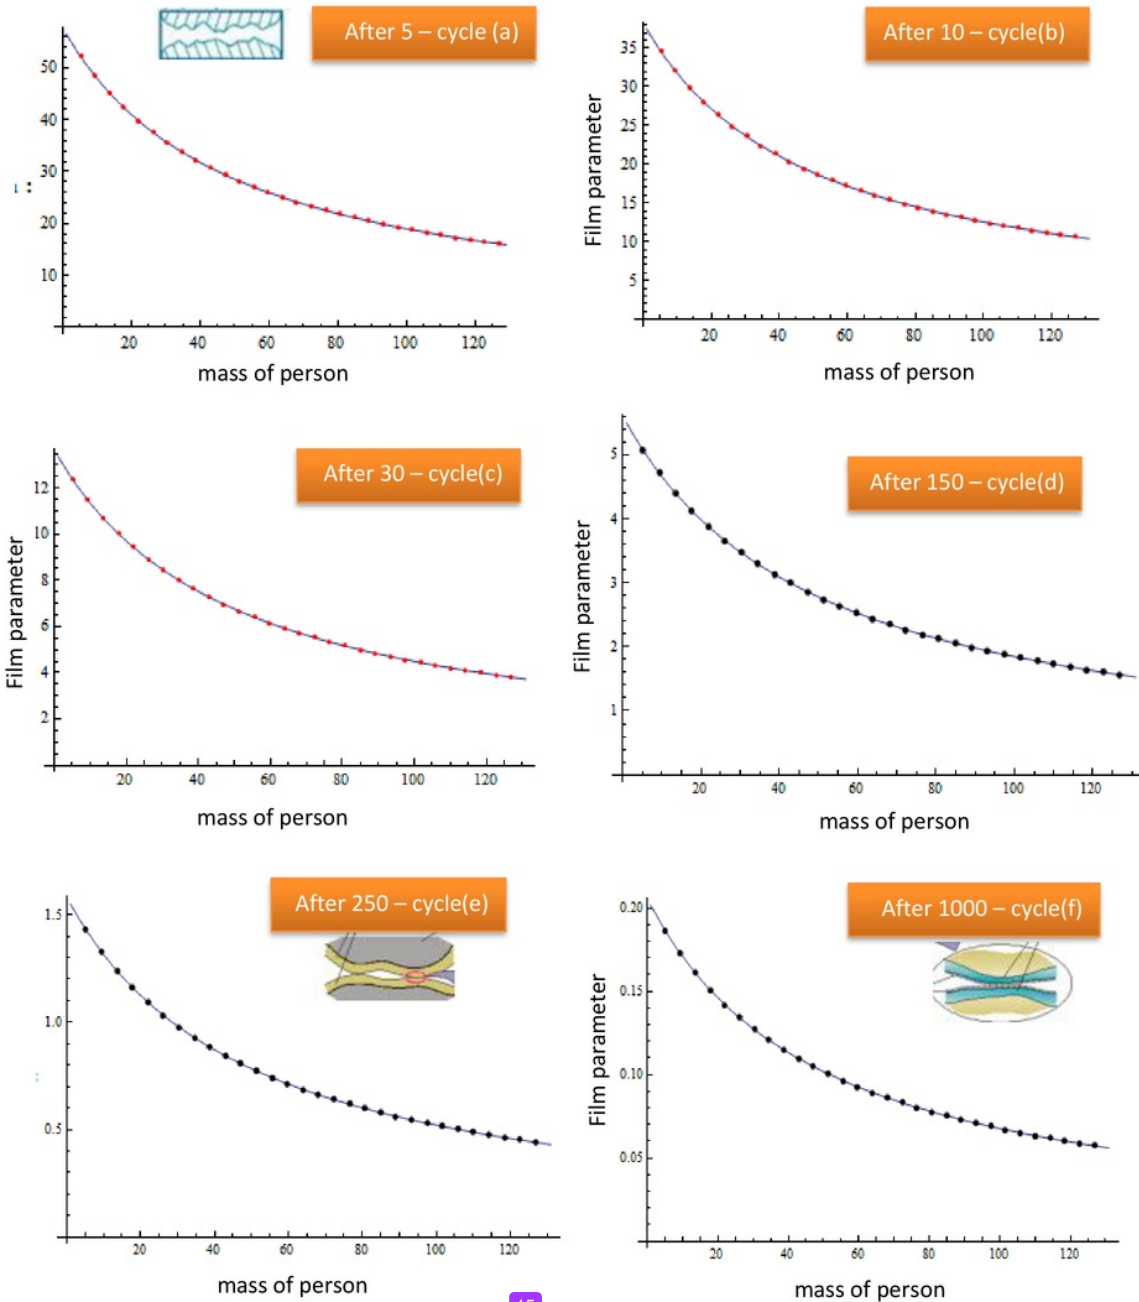 After 5 – cycle (a)
50
40
30
20
10
20 40 60 80 100 120
mass of person
After 10 – cycle(b)
Film parameter
35
30
25
20
15
10
5
20 40 60 80 100 120
mass of person
After 30 – cycle(c)
Film parameter
12
10
8
6
4
2
20 40 60 80 100 120
mass of person
After 150 – cycle(d)
Film parameter
5
4
3
2
1
20 40 60 80 100 120
mass of person
After 250 – cycle(e)
1.5
1.0
0.5
20 40 60 80 100 120
mass of person
After 1000 – cycle(f)
Film parameter
0.20
0.15
0.10
0.05
20 40 60 80 100 120
mass of person